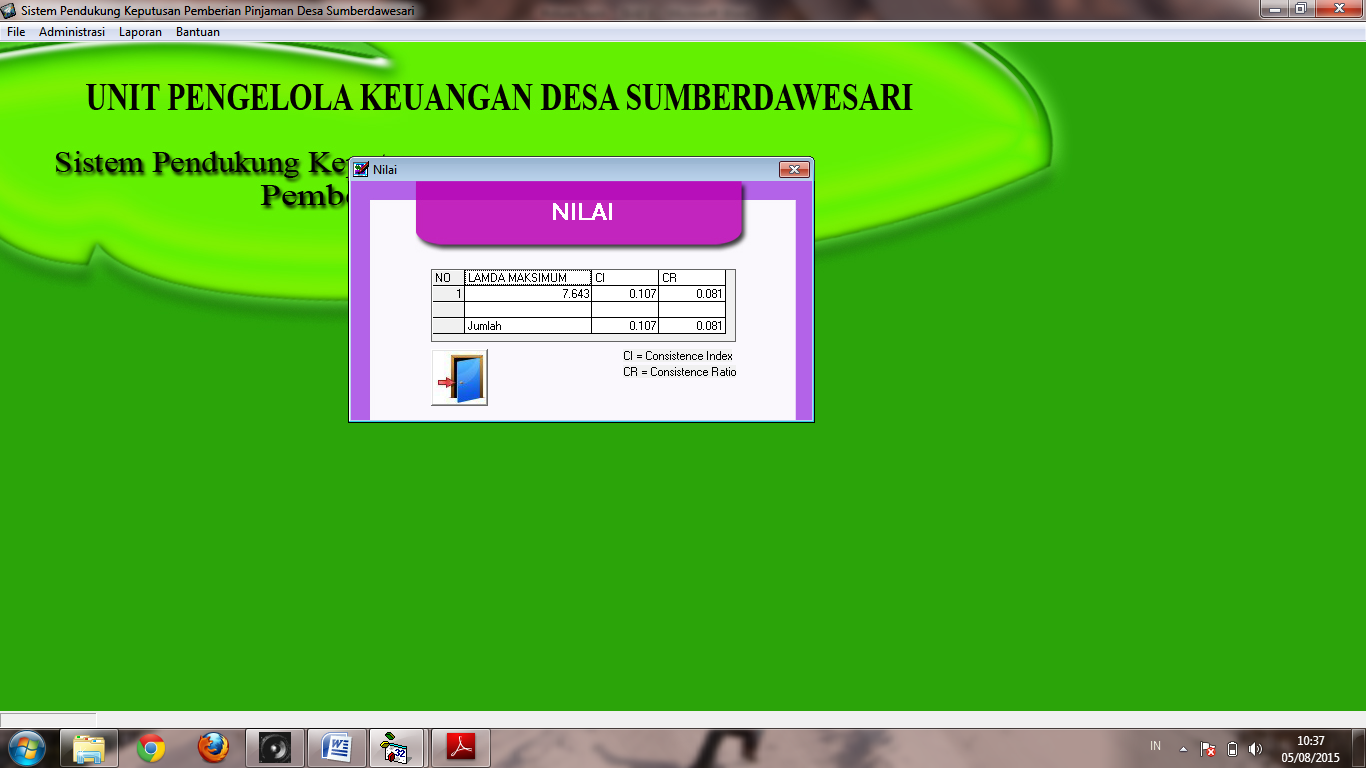 Sistem Pendukung Keputusan Pemberian Pinjaman Desa Sumberdawesari
File Administrasi Laporan Bantuan
UNIT PENGELOLA KEUANGAN DESA SUMBERDAWESARI
Sistem Pendukung
Nilai
NILAI
NO LAMDA MAKSIMUM CI CR
1 7.643 0.107 0.081
Jumlah 0.107 0.081
CI = Consistence Index
CR = Consistence Ratio
32
IN
10:37
05/08/2015